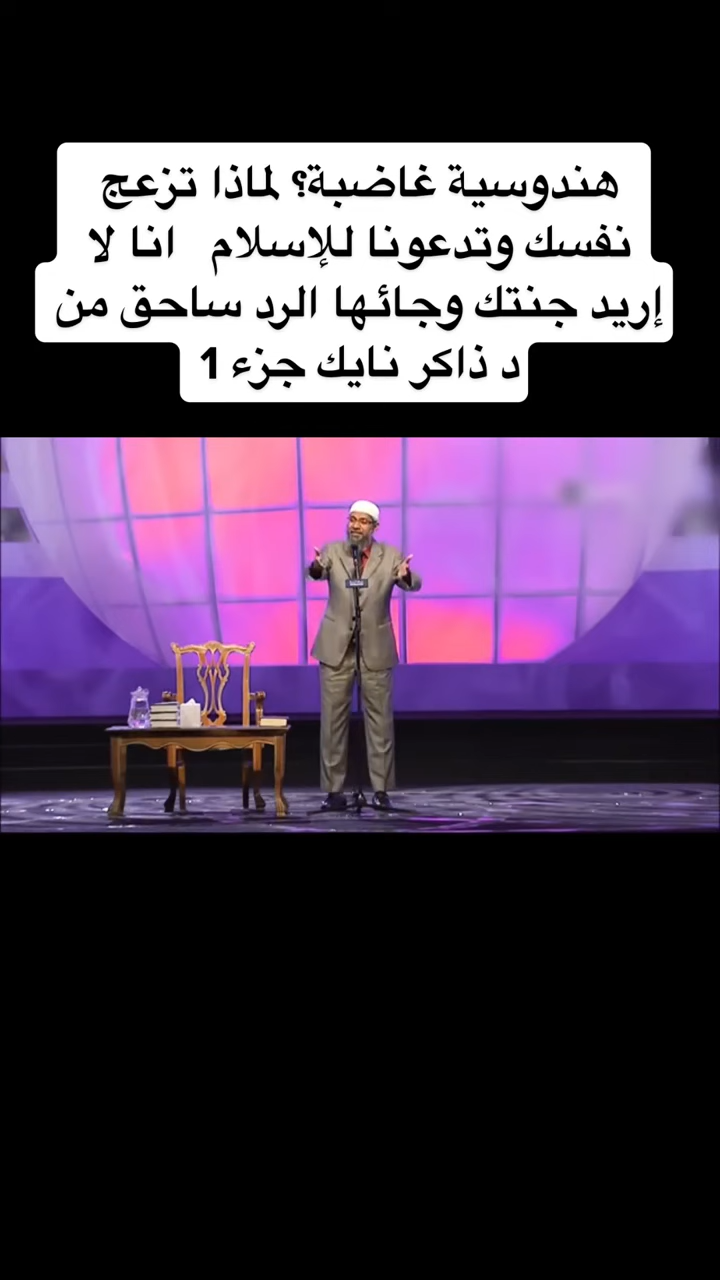 هندوسية غاضبة؟ لماذا تزعج
نفسك وتدعونا للإسلام   انا لا
إريد جنتك وجائها الرد ساحق من
د ذاكر نايك جزء 1